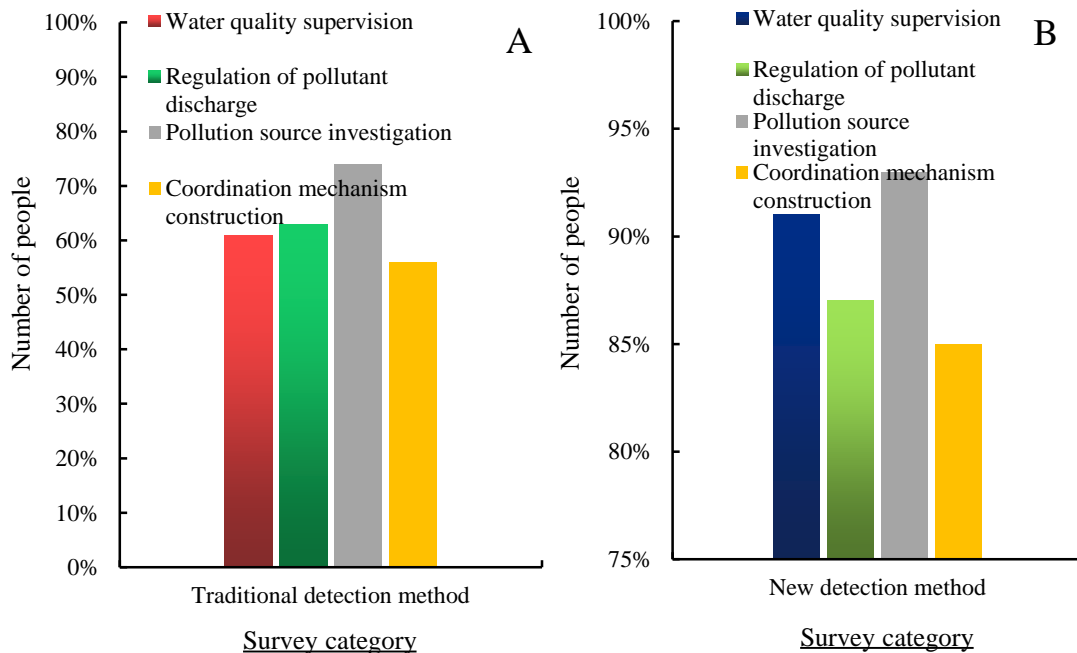 A
Number of people
100%
90%
80%
70%
60%
50%
40%
30%
20%
10%
0%
Water quality supervision
Regulation of pollutant
discharge
Pollution source investigation
Coordination mechanism
construction
Traditional detection method
Survey category
B
Number of people
100%
95%
90%
85%
80%
75%
Water quality supervision
Regulation of pollutant
discharge
Pollution source
investigation
Coordination mechanism
construction
New detection method
Survey category